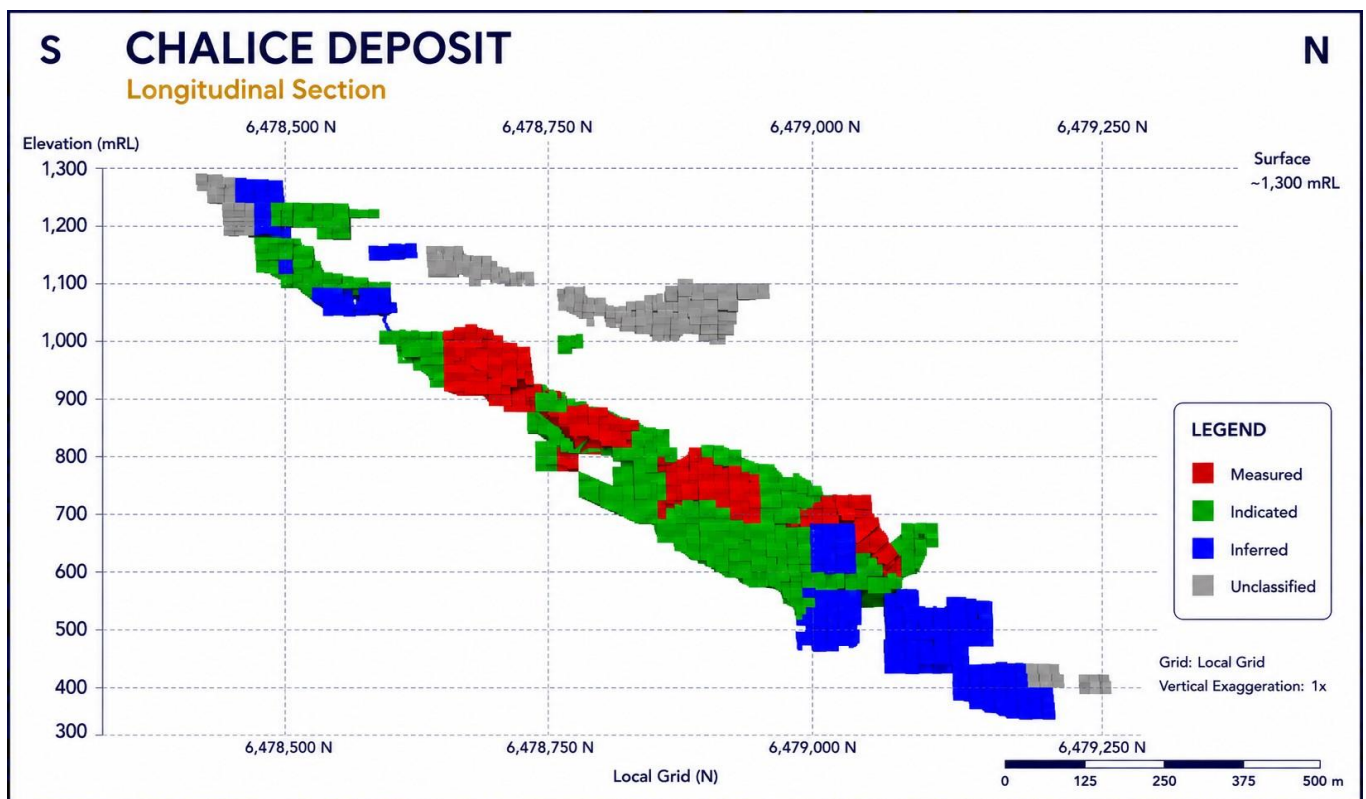 S
CHALICE DEPOSIT
N
Longitudinal Section
6,478,500 N
6,478,750 N
6,479,000 N
6,479,250 N
Elevation (mRL)
Surface
~1,300 mRL
1,300
1,200
1,100
1,000
900
800
700
600
500
400
300
LEGEND
Measured
Indicated
Inferred
Unclassified
Grid: Local Grid
Vertical Exaggeration: 1x
6,478,500 N
6,478,750 N
6,479,000 N
6,479,250 N
Local Grid (N)
0
125
250
375
500 m